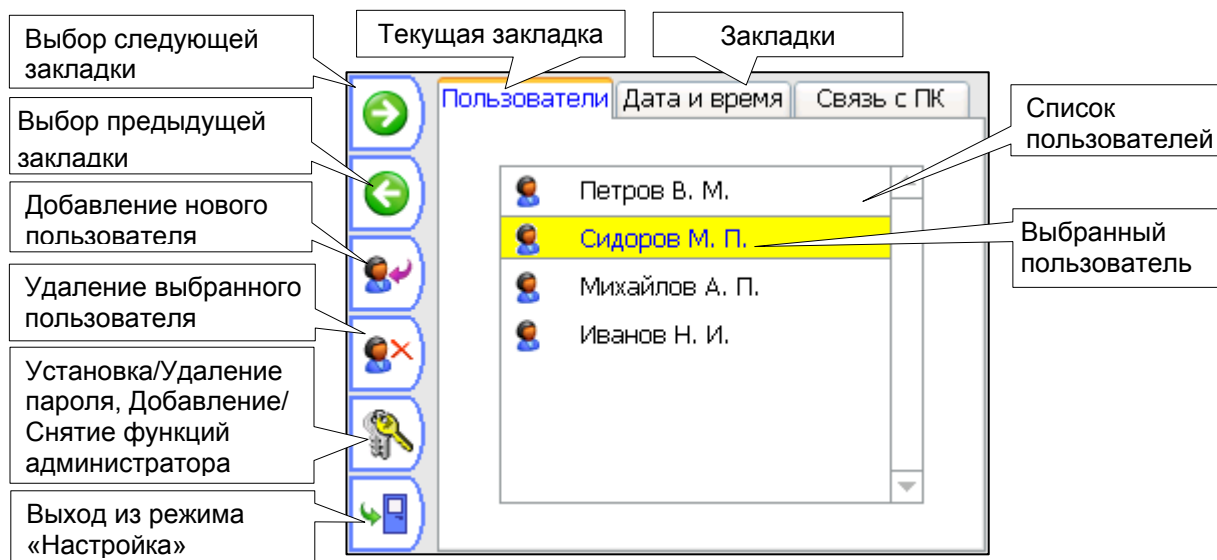 Выбор следующей
закладки
Текущая закладка
Закладки
Пользователи
Дата и время
Связь с ПК
Выбор предыдущей
закладки
Добавление нового
пользователя
Удаление выбранного
пользователя
Установка/Удаление
пароля, Добавление/
Снятие функций
администратора
Выход из режима
«Настройка»
Петров В. М.
Сидоров М. П.
Михайлов А. П.
Иванов Н. И.
Список
пользователей
Выбранный
пользователь